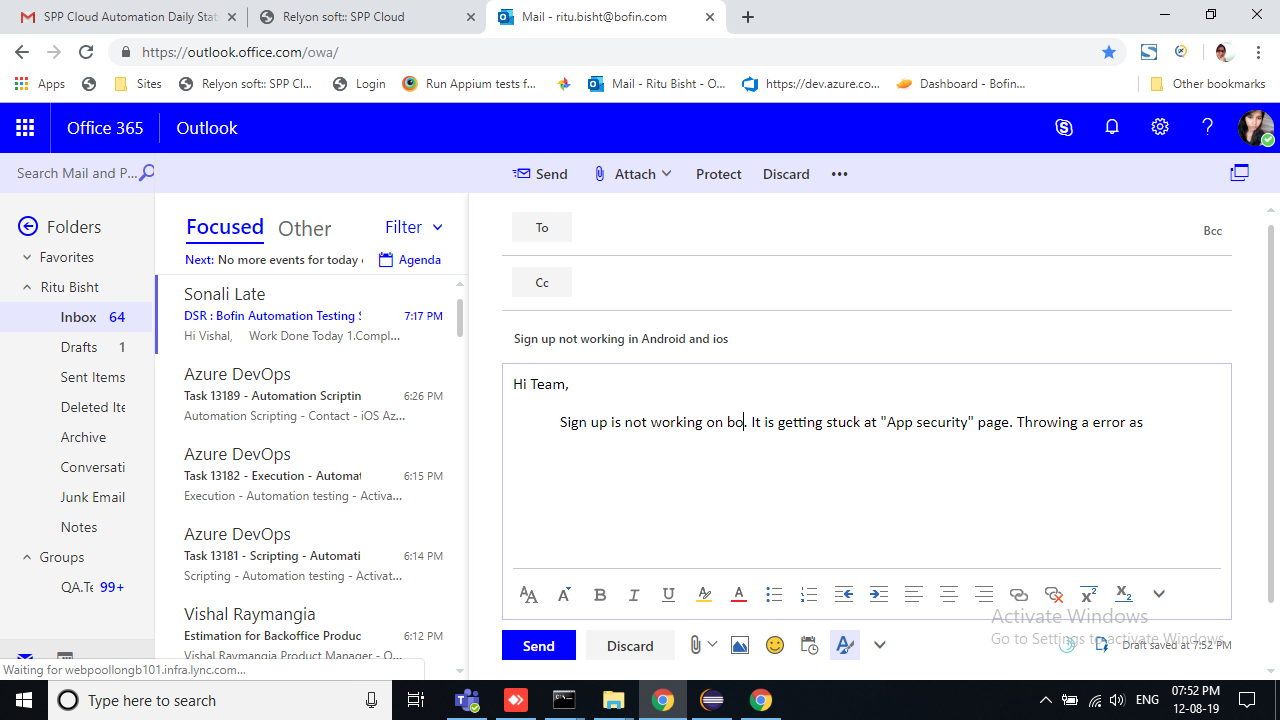 SPP Cloud Automation Daily Stat
Relyon soft:: SPP Cloud
Mail - ritu.bisht@bofin.com
https://outlook.office.com/owa/
Apps
Sites
Relyon soft:: SPP Cl...
Login
Run Appium tests f...
Mail - Ritu Bisht - O...
https://dev.azure.co...
Dashboard - Bofin...
Other bookmarks
Office 365
Outlook
Search Mail and P...
Send
Attach
Protect
Discard
Folders
Favorites
Ritu Bisht
Inbox 64
Drafts 1
Sent Items
Deleted Ite
Archive
Conversati
Junk Email
Notes
Groups
QA.Te 99+
Focused
Other
Filter
Next: No more events for today
Agenda
Sonali Late
DSR : Bofin Automation Testing S 7:17 PM
Hi Vishal, Work Done Today 1.Compl...
Azure DevOps
Task 13189 - Automation Scriptin 6:26 PM
Automation Scripting - Contact - iOS Az...
Azure DevOps
Task 13182 - Execution - Automat 6:15 PM
Execution - Automation testing - Activa...
Azure DevOps
Task 13181 - Scripting - Automati 6:14 PM
Scripting - Automation testing - Activat...
Vishal Raymangia
Estimation for Backoffice Produc 6:12 PM
Vishal Raymangia Product Manager - O...
To
Bcc
Cc
Sign up not working in Android and ios
Hi Team,
Sign up is not working on bo. It is getting stuck at "App security" page. Throwing a error as
Send
Discard
Draft saved at 7:52 PM
Activate Windows
Go to Settings to activate Windows.
Waiting for webpoollongb101.infra.lync.com...
Type here to search
ENG
07:52 PM
12-08-19